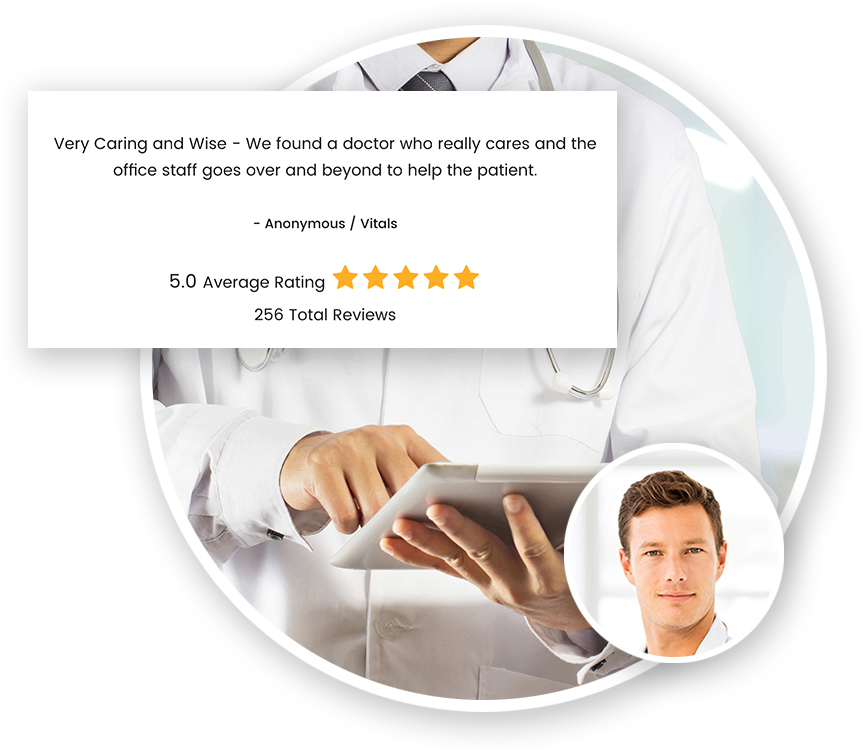 Very Caring and Wise - We found a doctor who really cares and the
office staff goes over and beyond to help the patient.
- Anonymous / Vitals
5.0 Average Rating
256 Total Reviews